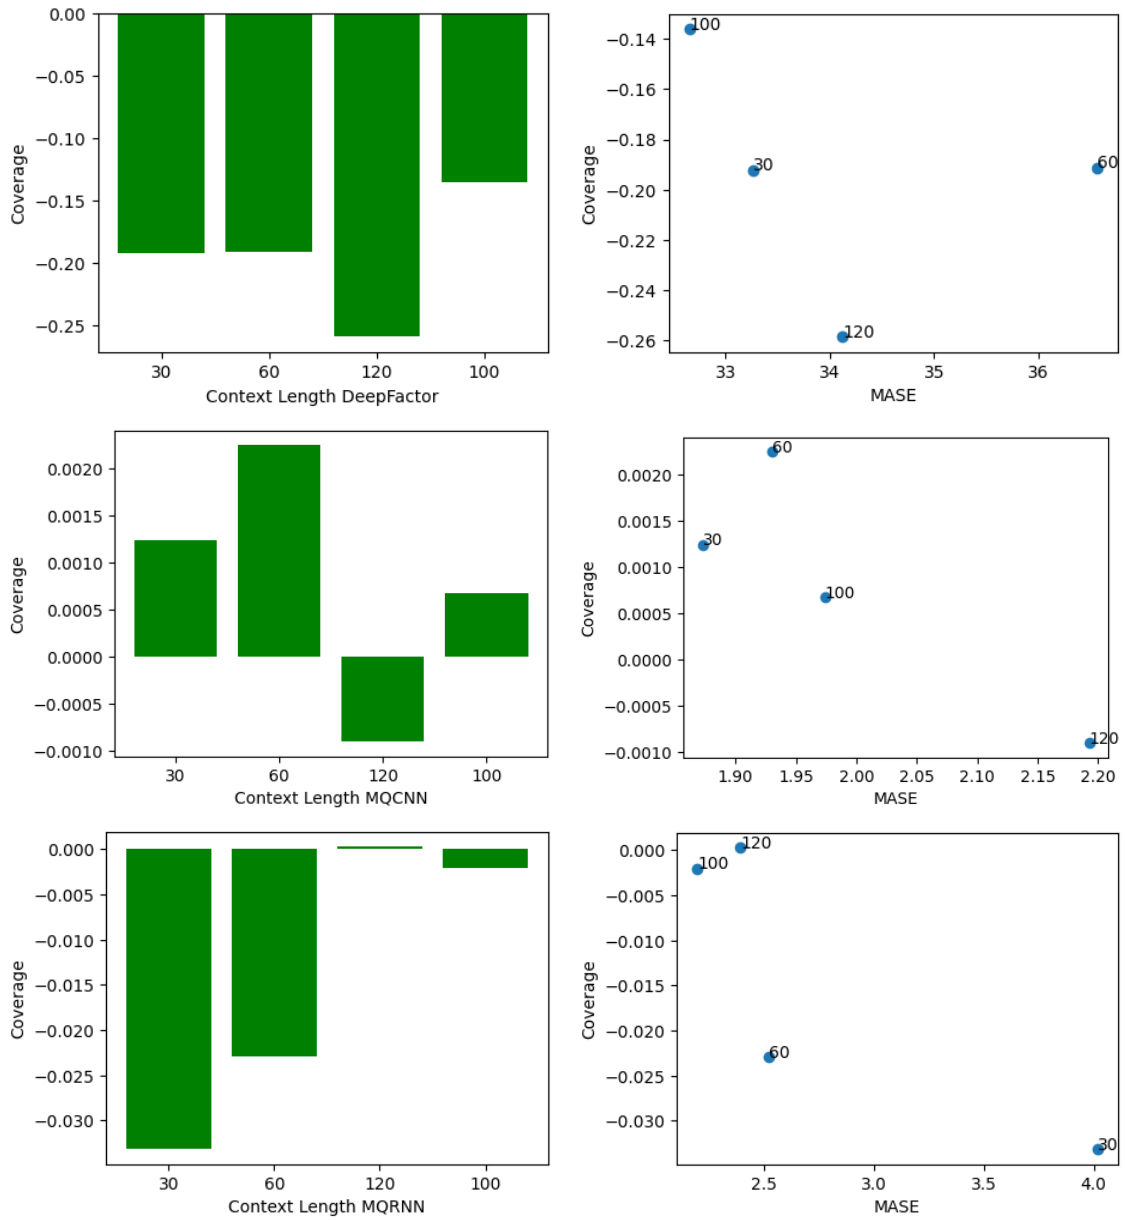 0.00
−0.05
−0.10
−0.15
−0.20
−0.25
Coverage
30 60 120 100
Context Length DeepFactor
−0.14
−0.16
−0.18
−0.20
−0.22
−0.24
−0.26
Coverage
100
30
60
120
33 34 35 36
MASE
0.0020
0.0015
0.0010
0.0005
0.0000
−0.0005
−0.0010
Coverage
30 60 120 100
Context Length MQCNN
0.0020
0.0015
0.0010
0.0005
0.0000
−0.0005
−0.0010
Coverage
60
30
100
120
1.90 1.95 2.00 2.05 2.10 2.15 2.20
MASE
0.000
−0.005
−0.010
−0.015
−0.020
−0.025
−0.030
Coverage
30 60 120 100
Context Length MQRNN
0.000
−0.005
−0.010
−0.015
−0.020
−0.025
−0.030
Coverage
120
100
60
30
2.5 3.0 3.5 4.0
MASE